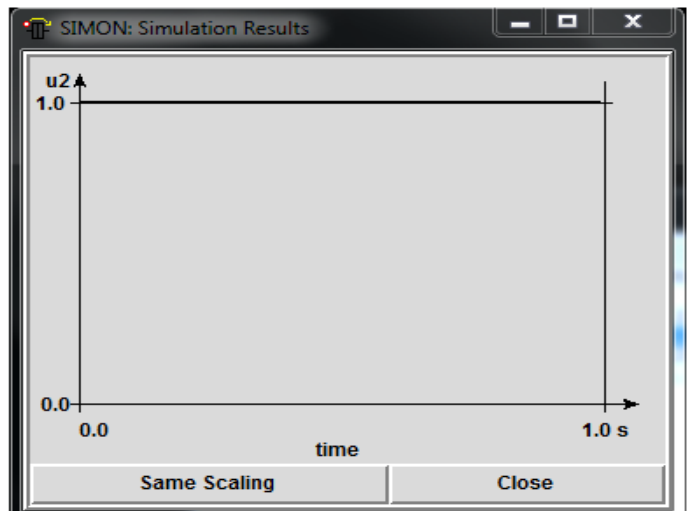 SIMON: Simulation Results
u2
1.0
0.0
0.0 1.0 s
time
Same Scaling Close